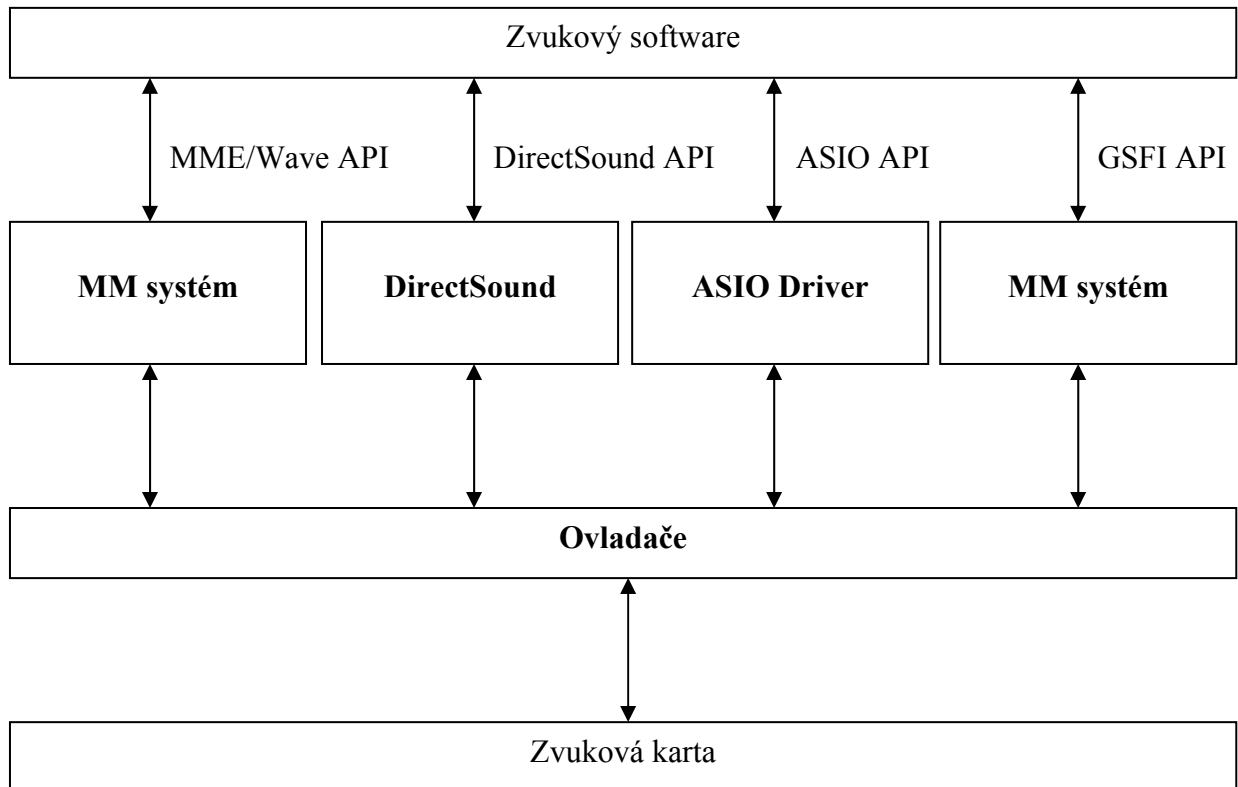 Zvukový software
MME/Wave API
DirectSound API
ASIO API
GSFI API
MM systém
DirectSound
ASIO Driver
MM systém
Ovladače
Zvuková karta